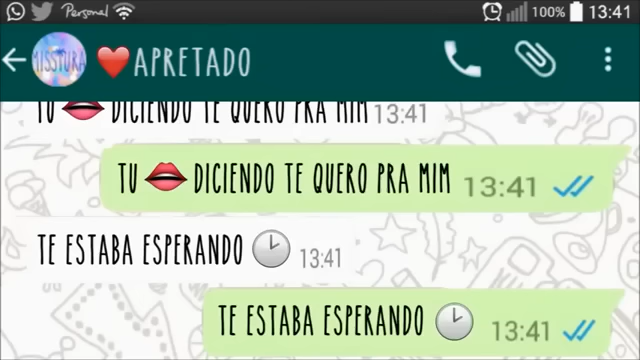 Personal 100% 13:41
MISSTURA ❤️APRETADO
TU 👄 DICIENDO TE QUERO PRA MIM 13:41
TU 👄 DICIENDO TE QUERO PRA MIM 13:41
TE ESTABA ESPERANDO 🕑 13:41
TE ESTABA ESPERANDO 🕑 13:41